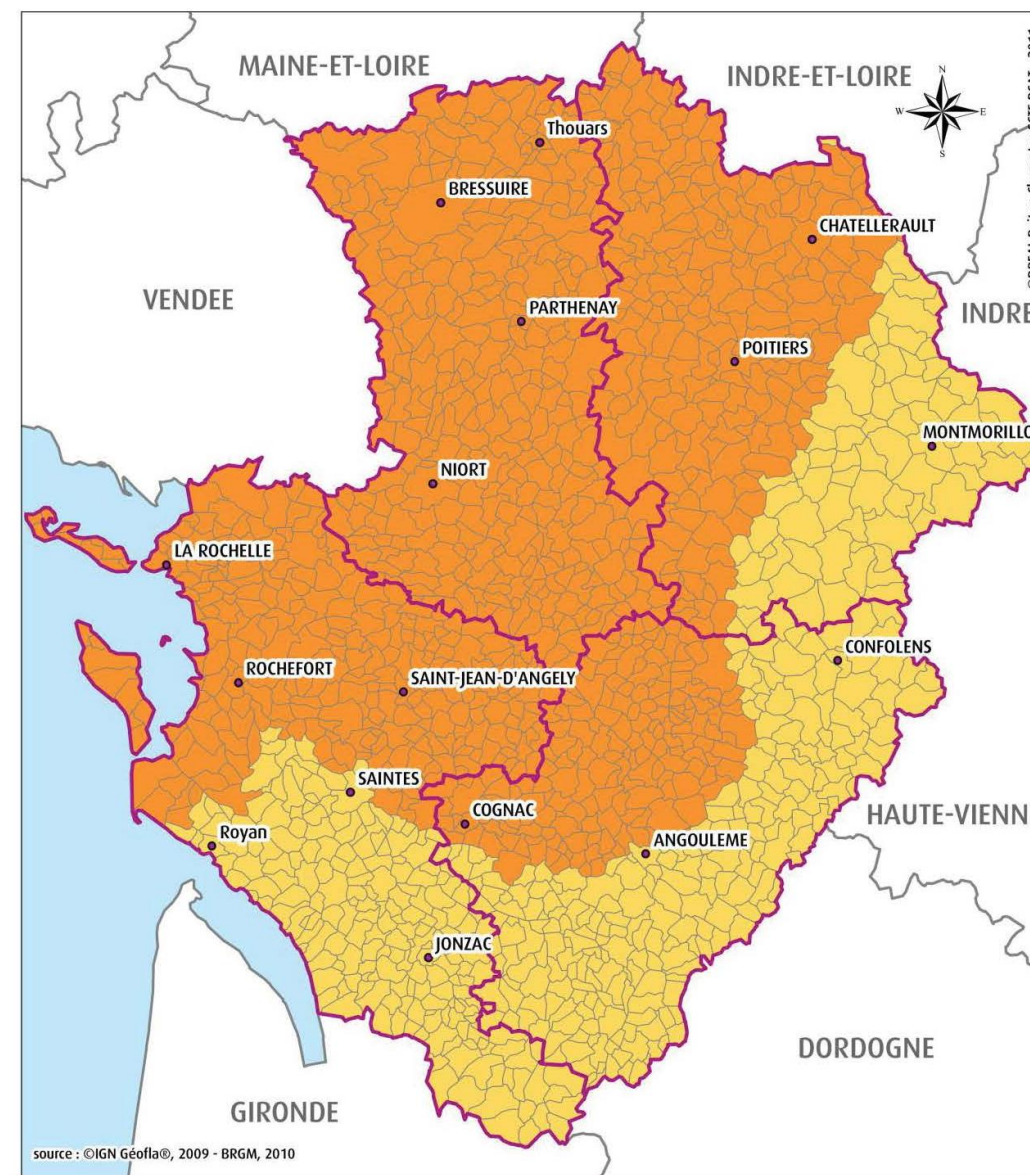 MAINE-ET-LOIRE
INDRE-ET-LOIRE
N
W E
S
Thouars
BRESSUIRE
CHATELLERAULT
VENDEE
INDRE
PARTHENAY
POITIERS
MONTMORILLO
NIORT
LA ROCHELLE
CONFOLENS
ROCHEFORT
SAINT-JEAN-D'ANGELY
SAINTES
COGNAC
HAUTE-VIENN
Royan
ANGOULEME
JONZAC
DORDOGNE
GIRONDE
source : ©IGN Géofla®, 2009 - BRGM, 2010